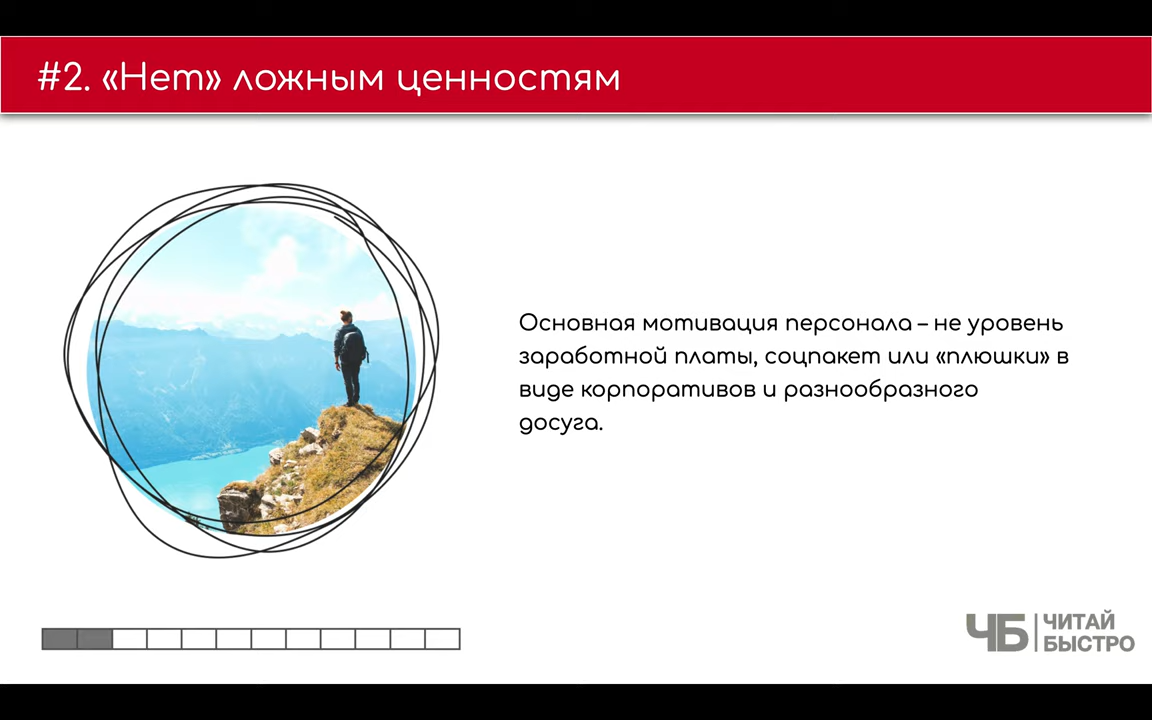 #2. «Нет» ложным ценностям
Основная мотивация персонала – не уровень
заработной платы, соцпакет или «плюшки» в
виде корпоративов и разнообразного
досуга.
ЧБ
ЧИТАЙ
БЫСТРО